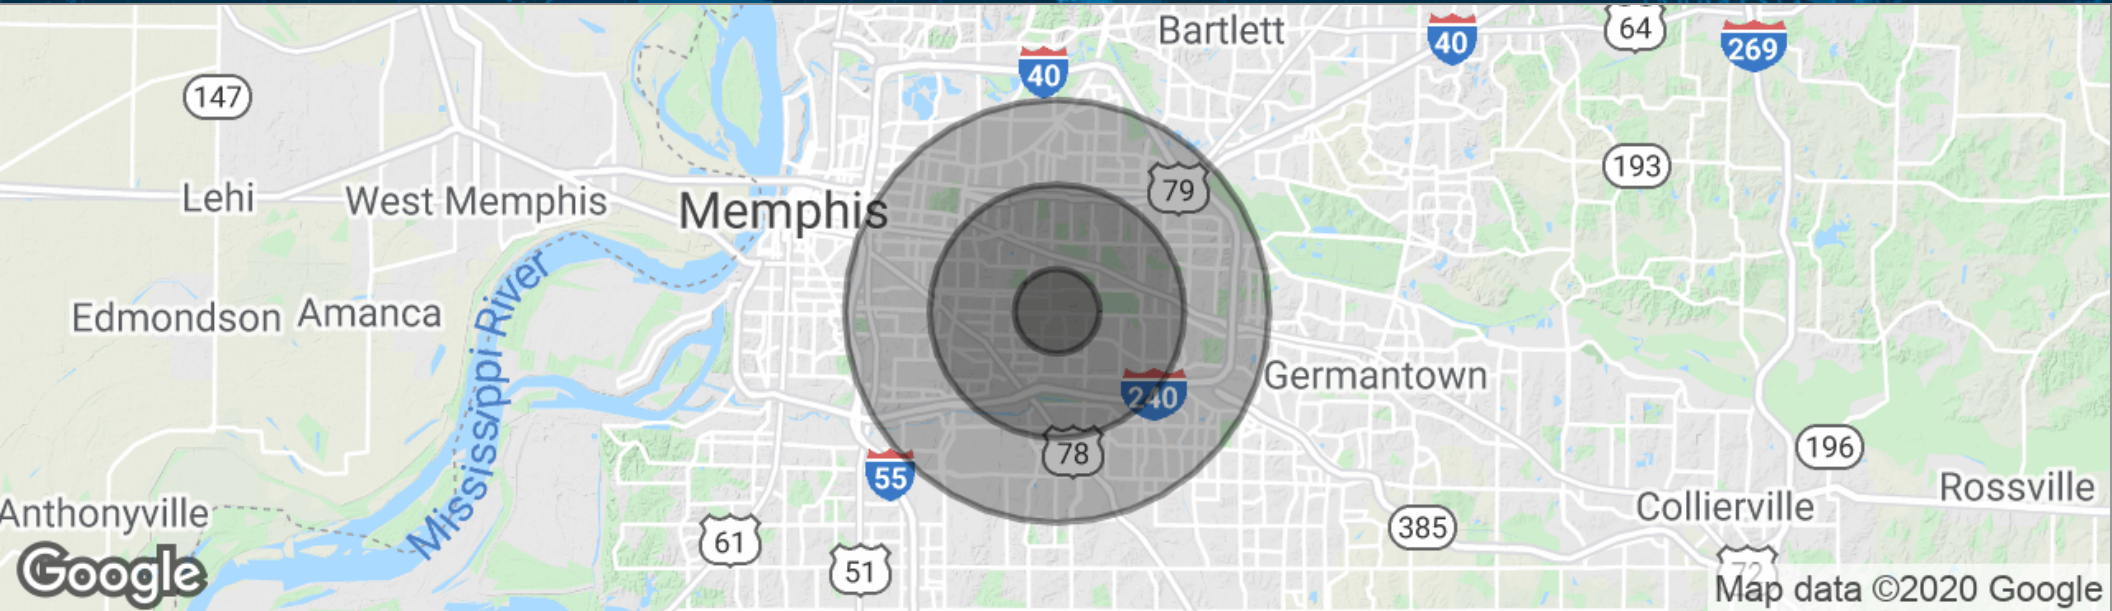 Bartlett
64
40
269
40
147
193
79
Lehi
West Memphis
Memphis
Edmondson
Amanca
Mississippi River
Germantown
240
196
78
55
Rossville
Collierville
Anthonyville
385
61
51
72
Google
Map data ©2020 Google